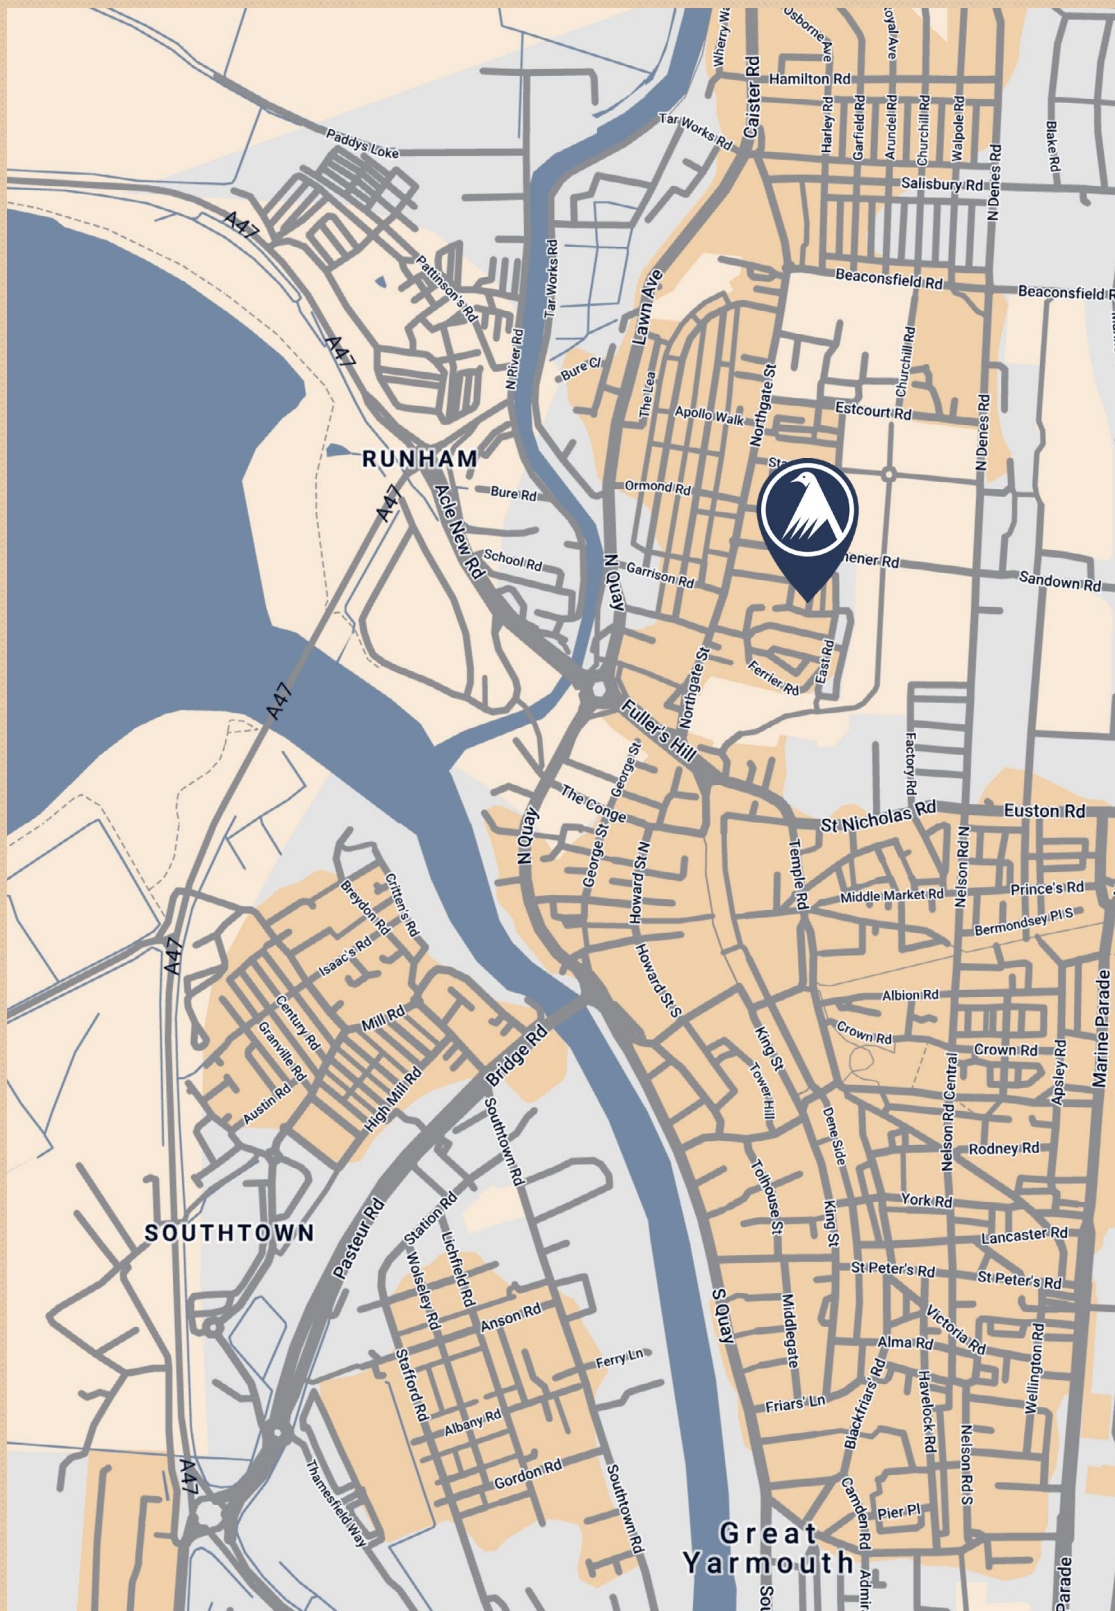 Osborne Ave
Royal Ave
Caister Rd
Hamilton Rd
Tar Works Rd
Harley Rd
Garfield Rd
Arundel Rd
Churchill Rd
Walpole Rd
Blake Rd
Paddys Loke
Salisbury Rd
N Denes Rd
A47
Pattinson's Rd
Tar Works Rd
Beaconsfield Rd
Beaconsfield R
Lawn Ave
A47
N River Rd
Bure Cl
The Lea
Churchill Rd
Northgate St
Apollo Walk
Estcourt Rd
N Denes Rd
RUNHAM
Sta
Ormond Rd
A47
Acle New Rd
Bure Rd
School Rd
N Quay
Garrison Rd
hener Rd
Sandown Rd
Northgate St
Ferrier Rd
East Rd
A47
Fuller's Hill
Factory Rd
George St
The Conge
N Quay
St Nicholas Rd
Euston Rd
George St
Howard St N
Temple Rd
Nelson Rd N
Middle Market Rd
Prince's Rd
Critten's Rd
Breydon Rd
Bermondsey Pl S
Isaac's Rd
A47
Howard St S
Albion Rd
Marine Parade
Century Rd
Mill Rd
Granville Rd
Crown Rd
Crown Rd
King St
Bridge Rd
Tower Hill
Apsley Rd
Austin Rd
High Mill Rd
Nelson Rd Central
Southtown Rd
Dene Side
Rodney Rd
Tolhouse St
York Rd
SOUTHTOWN
Pasteur Rd
Station Rd
King St
Lancaster Rd
Lichfield Rd
Wolseley Rd
St Peter's Rd
St Peter's Rd
S Quay
Anson Rd
Middlegate
Victoria Rd
Alma Rd
Ferry Ln
Wellington Rd
Stafford Rd
Friars' Ln
Blackfriars' Rd
Havelock Rd
Albany Rd
Nelson Rd S
A47
Gordon Rd
Thamesfield Way
Southtown Rd
Camden Rd
Pier Pl
Great
Yarmouth
Parade